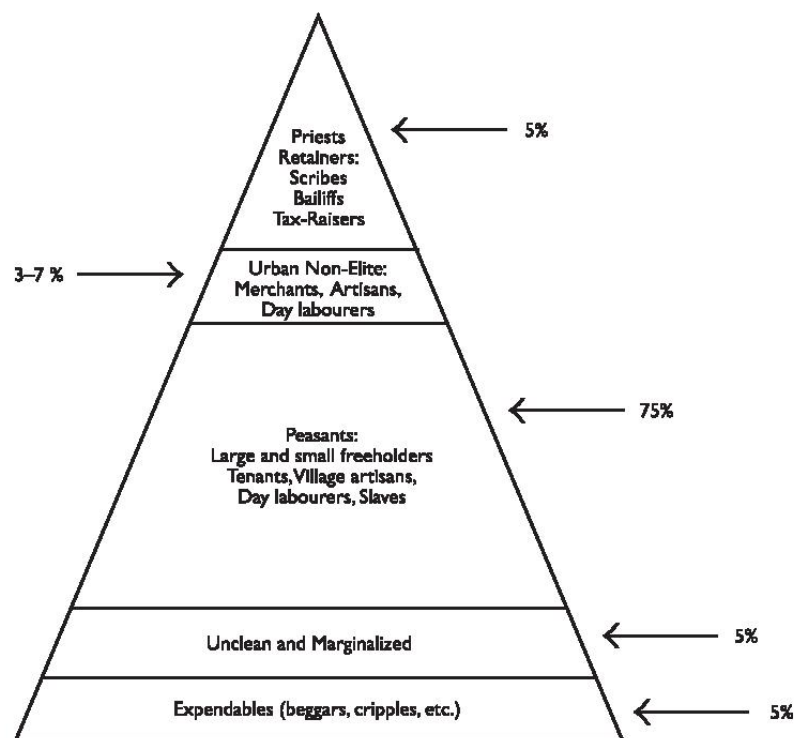 Priests
Retainers:
Scribes
Bailiffs
Tax-Raisers
5%
3–7 %
Urban Non-Elite:
Merchants, Artisans,
Day labourers
75%
Peasants:
Large and small freeholders
Tenants, Village artisans,
Day labourers, Slaves
Unclean and Marginalized
5%
Expendables (beggars, cripples, etc.)
5%